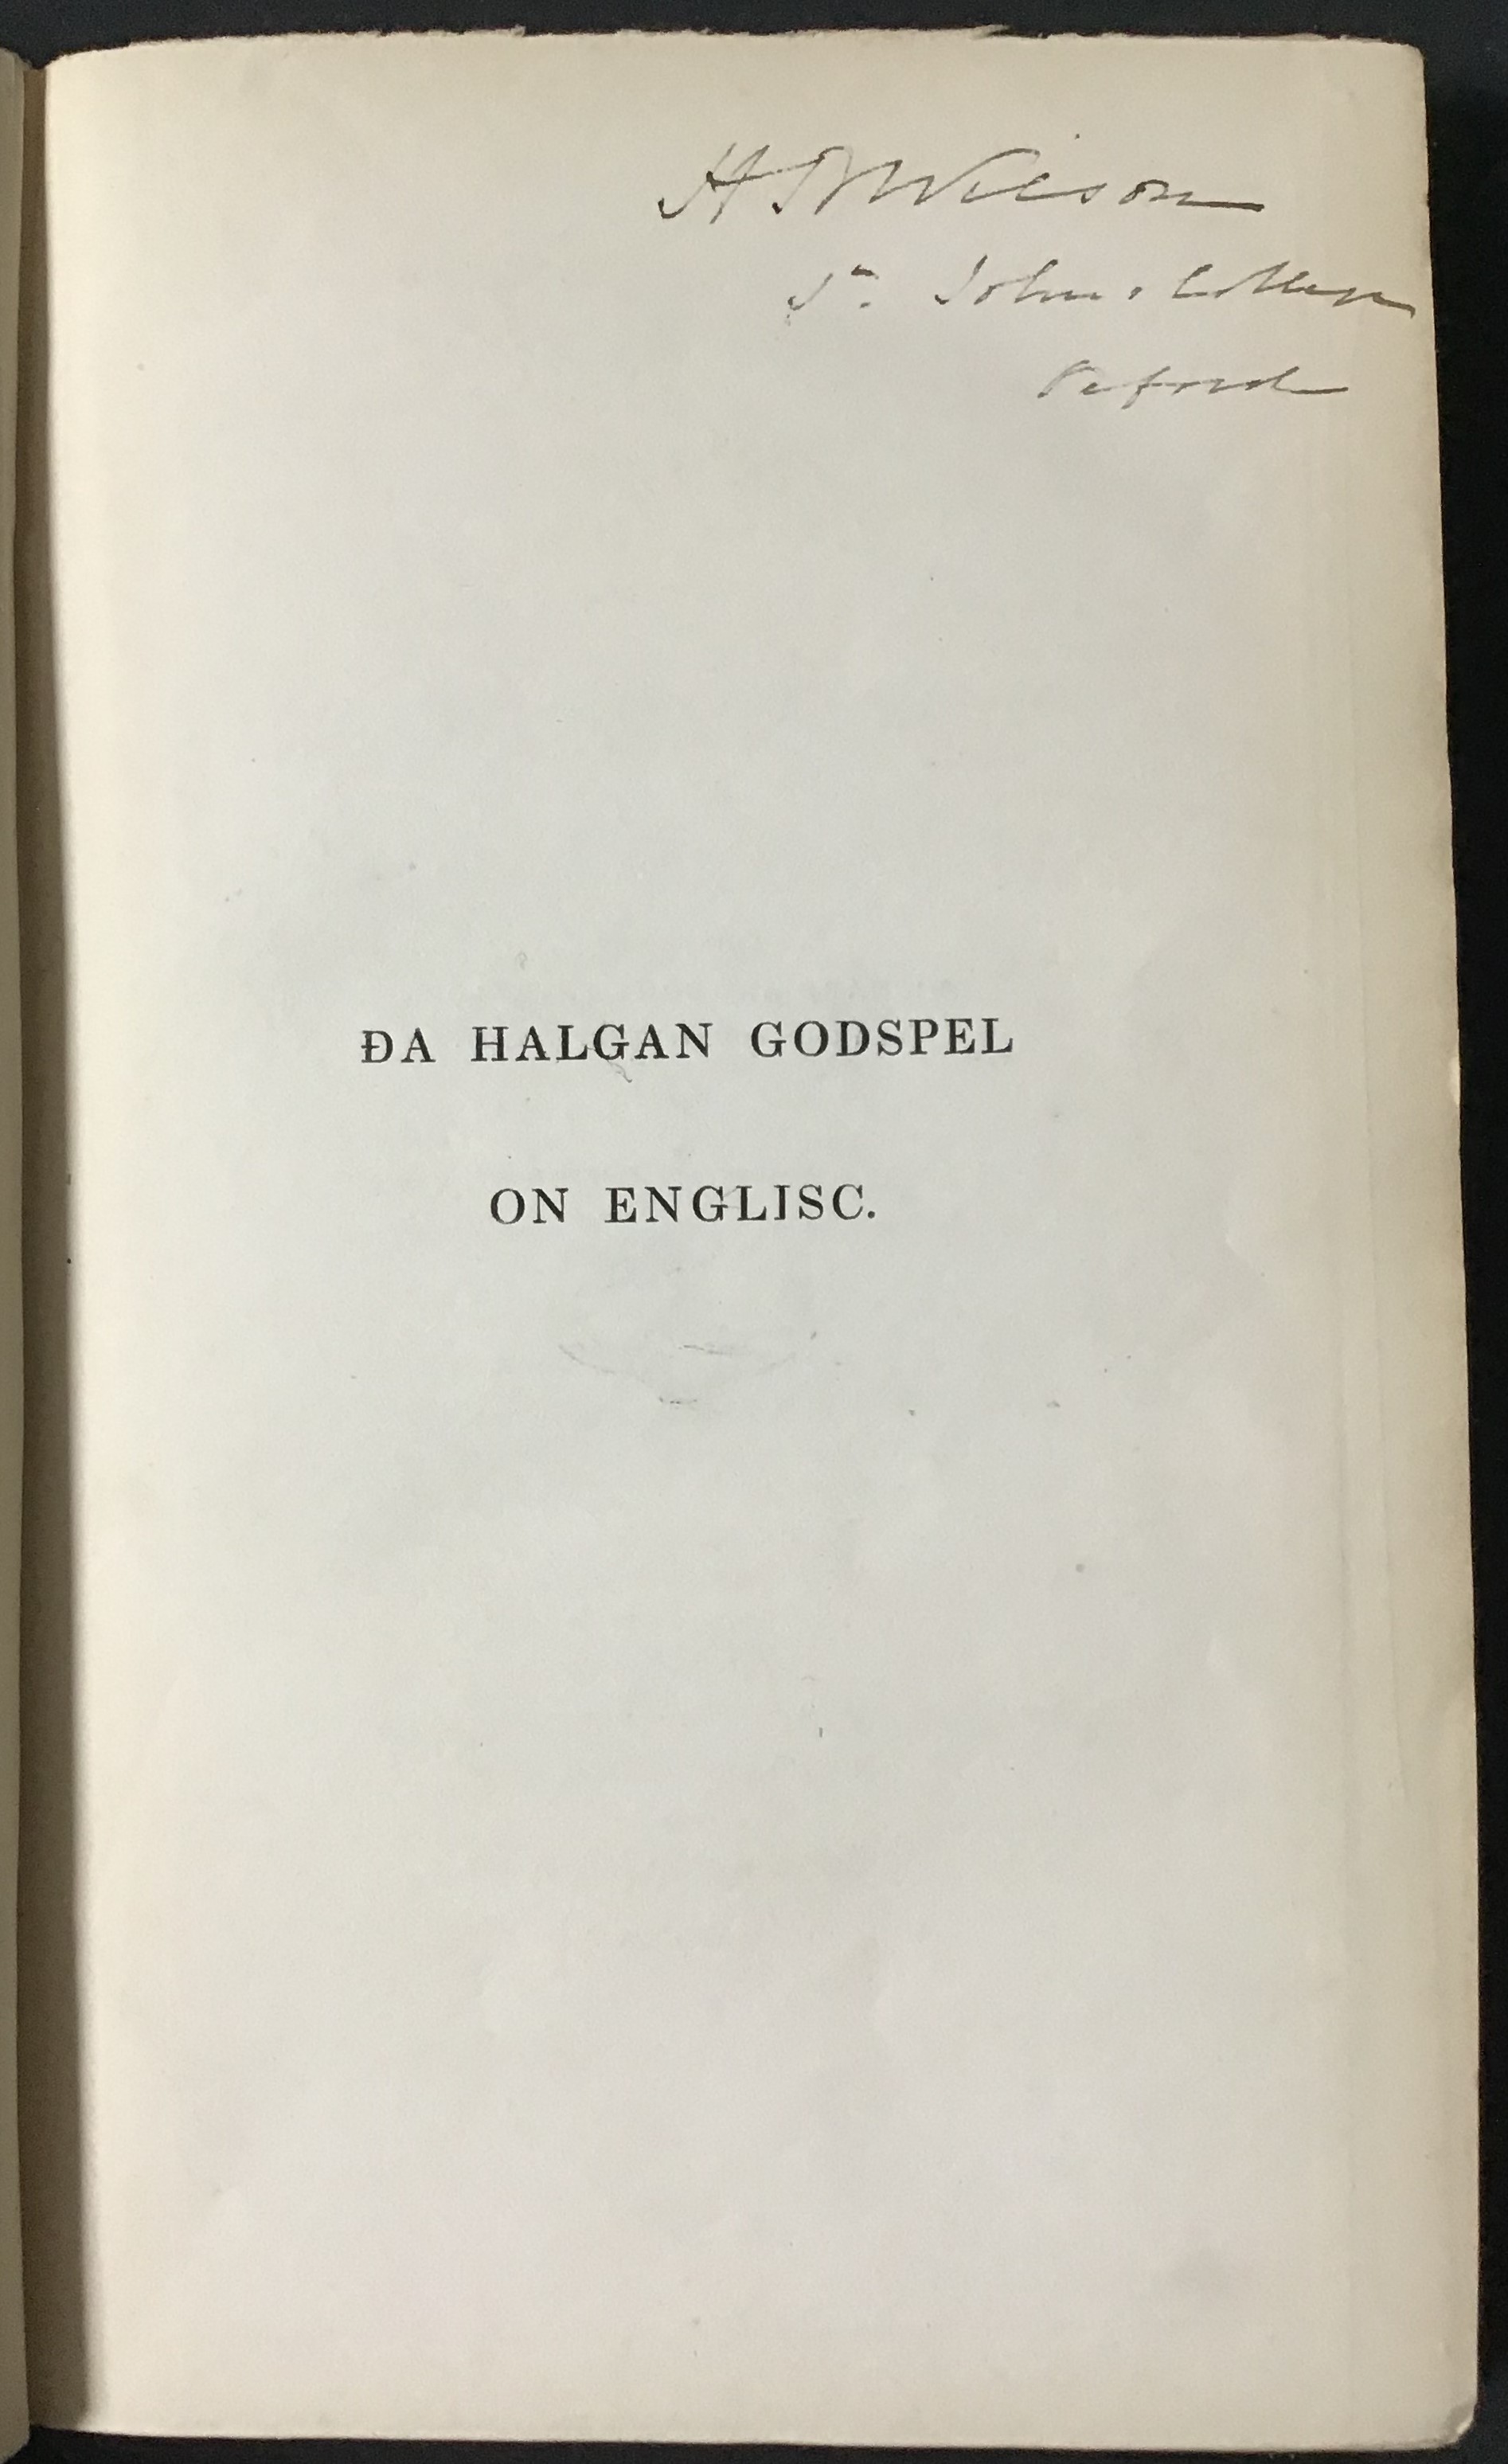 H B Wilson
St. John's College
Oxford
ÐA HALGAN GODSPEL
ON ENGLISC.